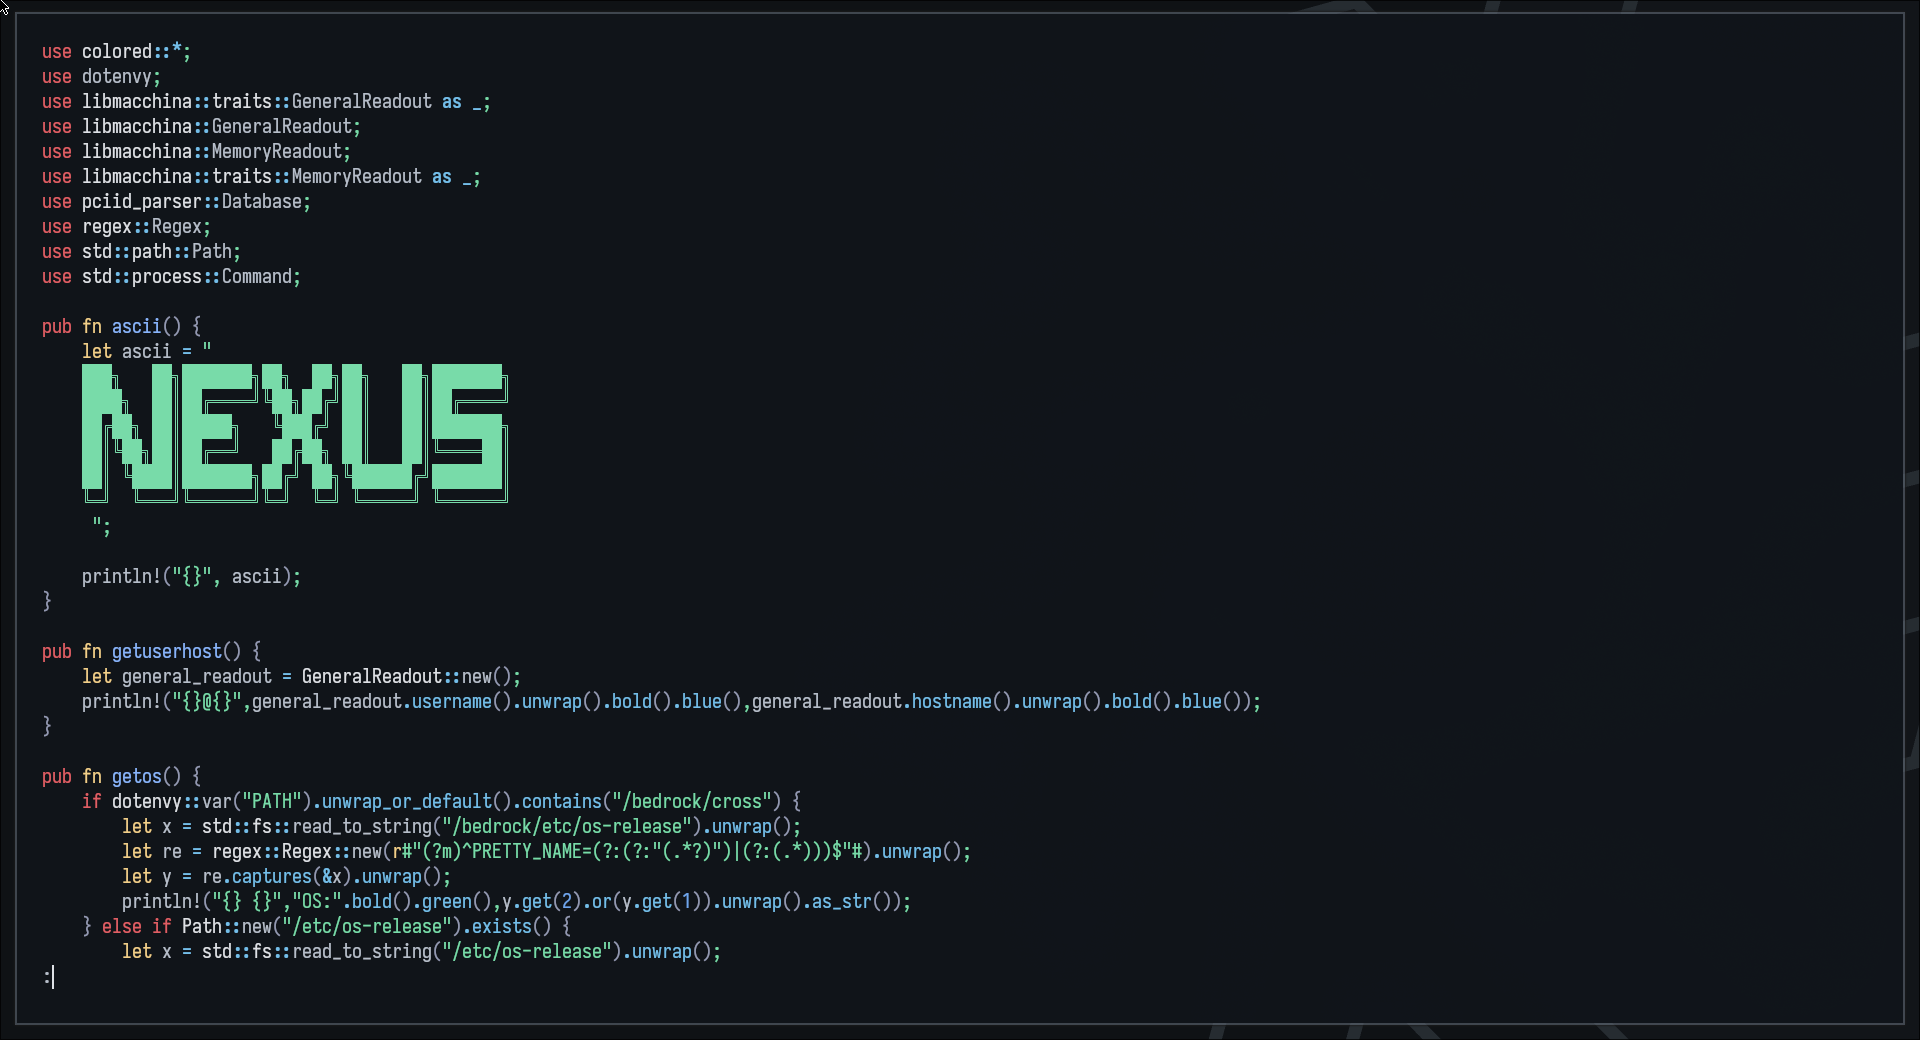 use colored::*;
use dotenvy;
use libmacchina::traits::GeneralReadout as _;
use libmacchina::GeneralReadout;
use libmacchina::MemoryReadout;
use libmacchina::traits::MemoryReadout as _;
use pciid_parser::Database;
use regex::Regex;
use std::path::Path;
use std::process::Command;

pub fn ascii() {
    let ascii = "
NEXUS
     ";

    println!("{}", ascii);
}

pub fn getuserhost() {
    let general_readout = GeneralReadout::new();
    println!("{}@{}",general_readout.username().unwrap().bold().blue(),general_readout.hostname().unwrap().bold().blue());
}

pub fn getos() {
    if dotenvy::var("PATH").unwrap_or_default().contains("/bedrock/cross") {
        let x = std::fs::read_to_string("/bedrock/etc/os-release").unwrap();
        let re = regex::Regex::new(r#"(?m)^PRETTY_NAME=(?:(?:"(.*?)")|(?:(.*)))$"#).unwrap();
        let y = re.captures(&x).unwrap();
        println!("{} {}","OS:".bold().green(),y.get(2).or(y.get(1)).unwrap().as_str());
    } else if Path::new("/etc/os-release").exists() {
        let x = std::fs::read_to_string("/etc/os-release").unwrap();
: